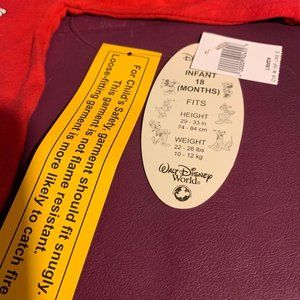 For Child's Safety, garment should fit snugly.
This garment is not flame resistant.
Loose-fitting garment is more likely to catch fire
INFANT
18
(MONTHS)
FITS
HEIGHT
29 - 33 in
74 - 84 cm
WEIGHT
22 - 28 lbs
10 - 12 kg
WALT DISNEY
World